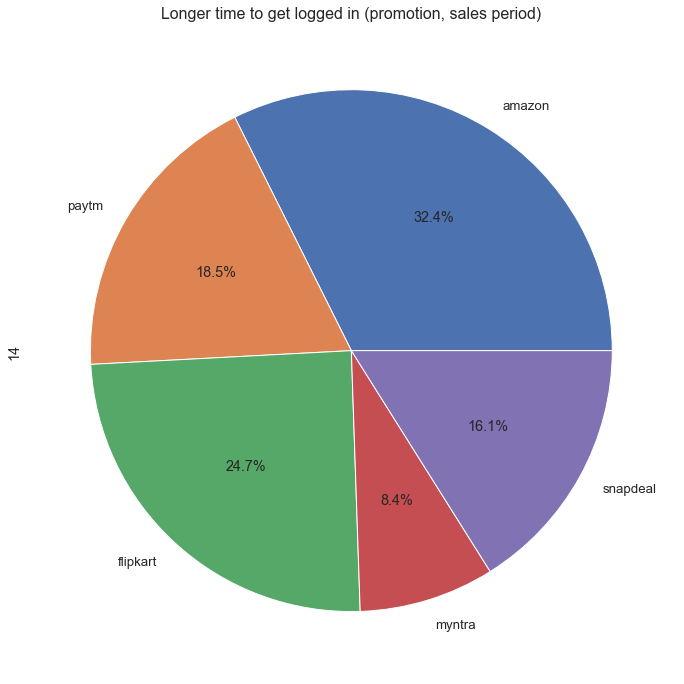 Longer time to get logged in (promotion, sales period)
amazon
32.4%
paytm
18.5%
14
24.7%
flipkart
8.4%
myntra
16.1%
snapdeal